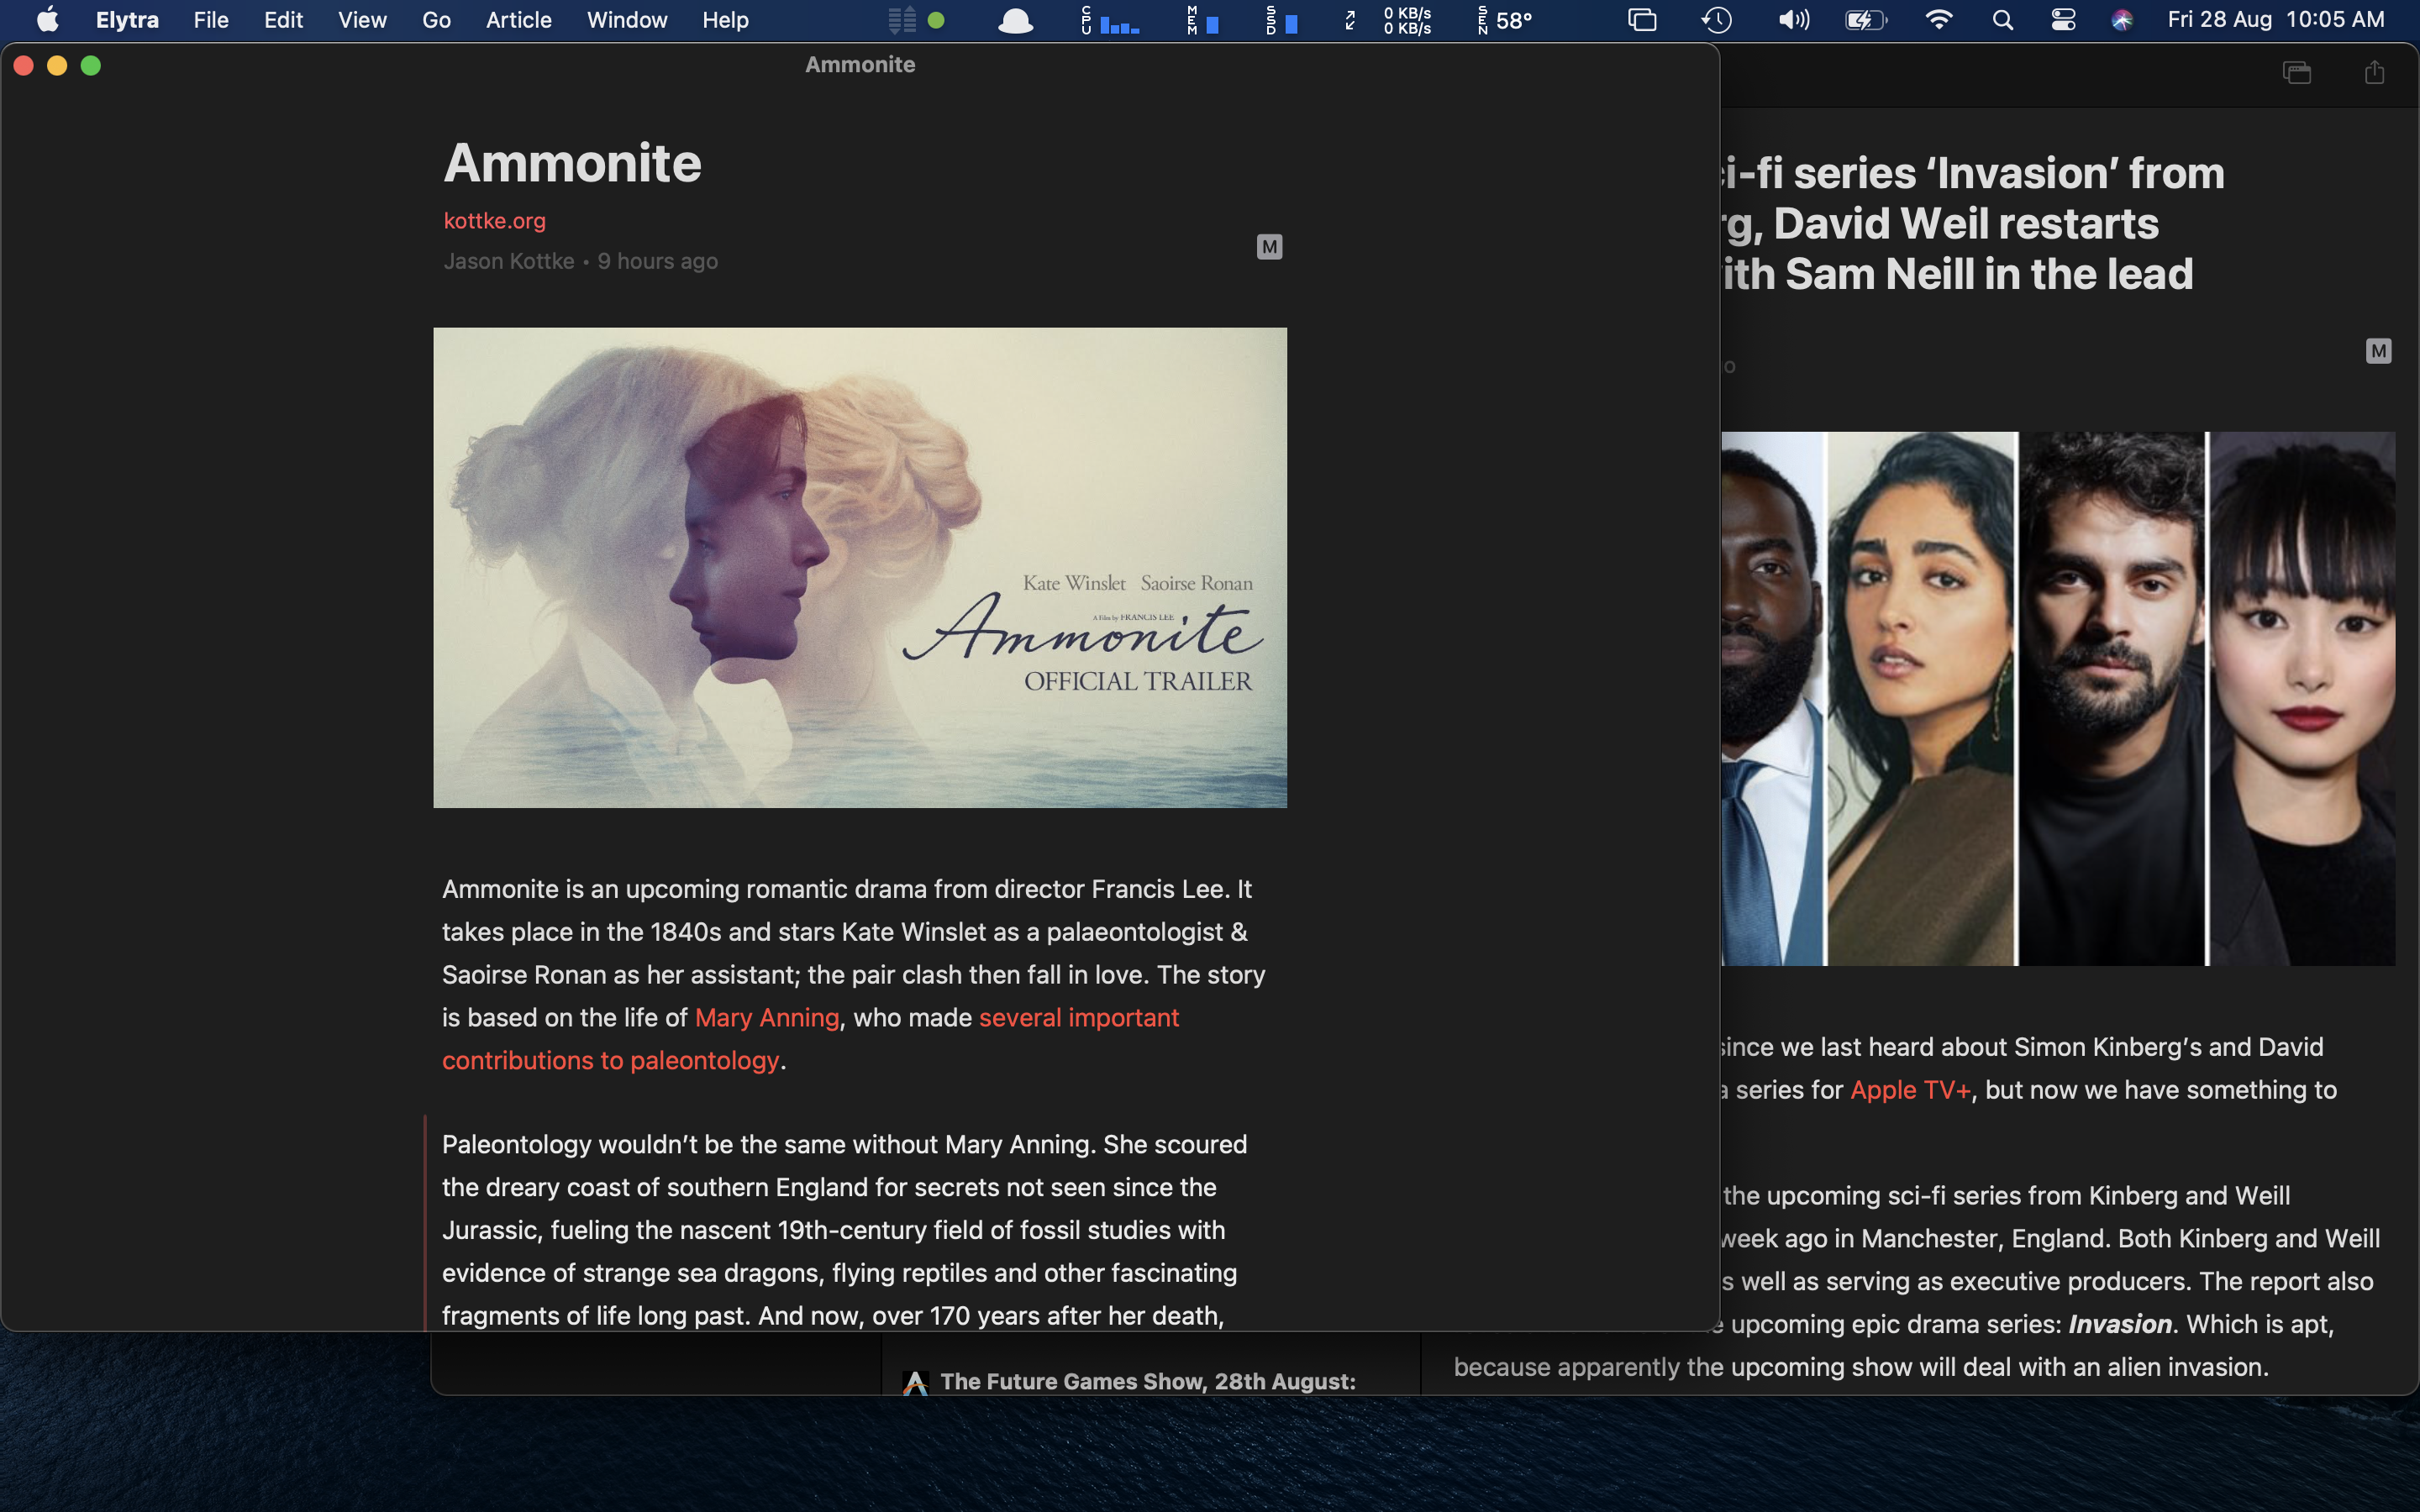 Elytra File Edit View Go Article Window Help
CPU MEM SSD 0 KB/s
0 KB/s
SEN 58° Fri 28 Aug 10:05 AM
Ammonite
Ammonite
kottke.org
Jason Kottke • 9 hours ago
M
Kate Winslet Saoirse Ronan
A Film by FRANCIS LEE
Ammonite
OFFICIAL TRAILER
Ammonite is an upcoming romantic drama from director Francis Lee. It
takes place in the 1840s and stars Kate Winslet as a palaeontologist &
Saoirse Ronan as her assistant; the pair clash then fall in love. The story
is based on the life of Mary Anning, who made several important
contributions to paleontology.
Paleontology wouldn’t be the same without Mary Anning. She scoured
the dreary coast of southern England for secrets not seen since the
Jurassic, fueling the nascent 19th-century field of fossil studies with
evidence of strange sea dragons, flying reptiles and other fascinating
fragments of life long past. And now, over 170 years after her death,
i-fi series ‘Invasion’ from
g, David Weil restarts
ith Sam Neill in the lead
o
M
since we last heard about Simon Kinberg’s and David
a series for Apple TV+, but now we have something to
the upcoming sci-fi series from Kinberg and Weill
week ago in Manchester, England. Both Kinberg and Weill
s well as serving as executive producers. The report also
e upcoming epic drama series: Invasion. Which is apt,
because apparently the upcoming show will deal with an alien invasion.
The Future Games Show, 28th August: